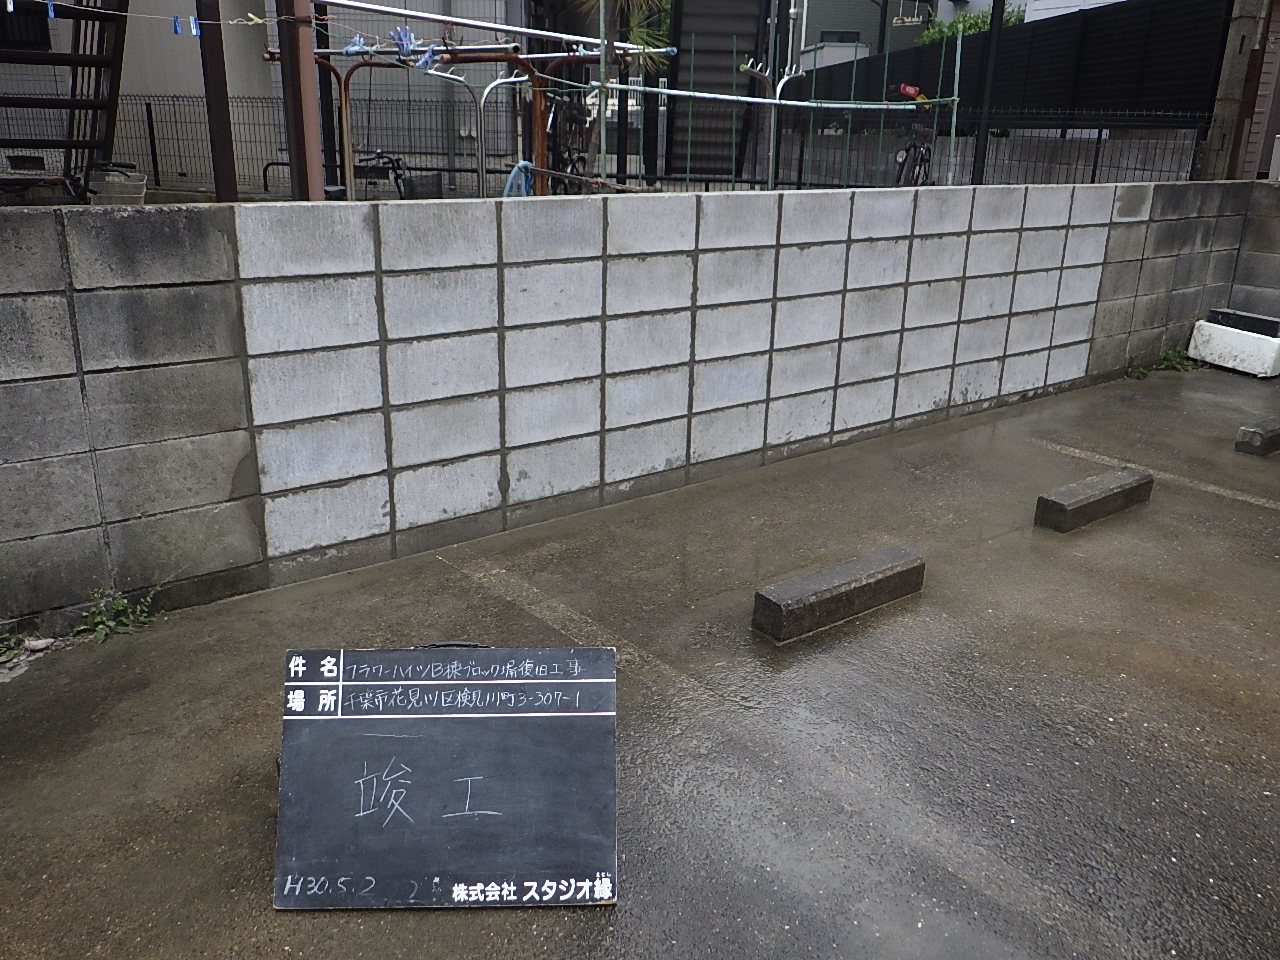 件名 フラワーハイツB棟ブロック塀復旧工事
場所 千葉市花見川区検見川町3-307-1
竣工
H30.5.2
株式会社 スタジオ縁